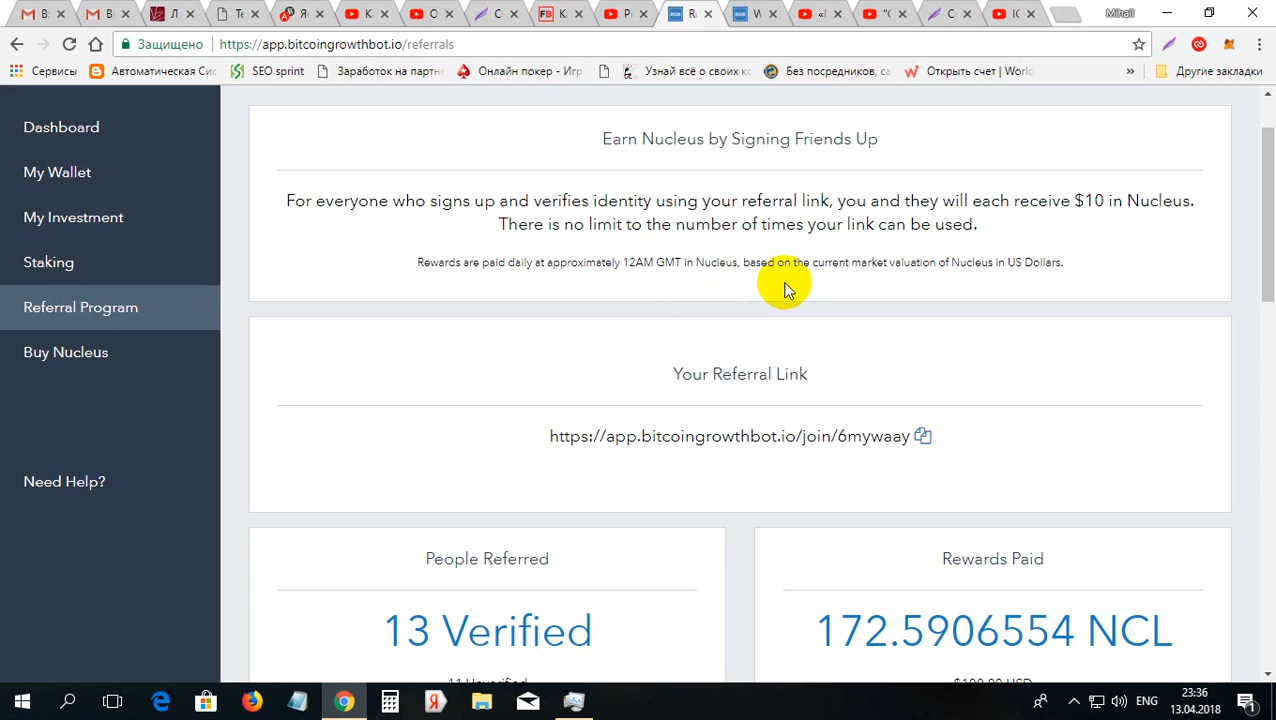 Mihail
Защищено
https://app.bitcoingrowthbot.io/referrals
Сервисы
Автоматическая Сис
SEO sprint
Заработок на партн
Онлайн покер - Игр
Узнай всё о своих ко
Без посредников, са
Открыть счет | Work
Другие закладки
Dashboard
My Wallet
My Investment
Staking
Referral Program
Buy Nucleus
Need Help?
Earn Nucleus by Signing Friends Up
For everyone who signs up and verifies identity using your referral link, you and they will each receive $10 in Nucleus.
There is no limit to the number of times your link can be used.
Rewards are paid daily at approximately 12AM GMT in Nucleus, based on the current market valuation of Nucleus in US Dollars.
Your Referral Link
https://app.bitcoingrowthbot.io/join/6mywaay
People Referred
13 Verified
Rewards Paid
172.5906554 NCL
ENG
23:36
13.04.2018